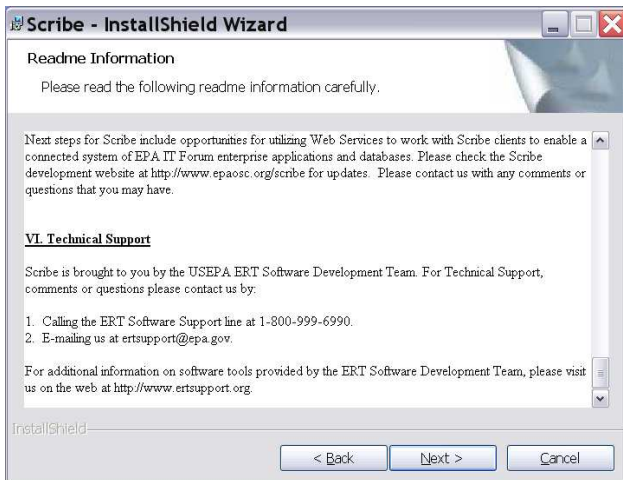 Scribe - InstallShield Wizard
Readme Information
Please read the following readme information carefully.
Next steps for Scribe include opportunities for utilizing Web Services to work with Scribe clients to enable a
connected system of EPA IT Forum enterprise applications and databases. Please check the Scribe
development website at http://www.epaosc.org/scribe for updates.  Please contact us with any comments or
questions that you may have.
VI. Technical Support
Scribe is brought to you by the USEPA ERT Software Development Team. For Technical Support,
comments or questions please contact us by:
1.  Calling the ERT Software Support line at 1-800-999-6990.
2.  E-mailing us at ertsupport@epa.gov.
For additional information on software tools provided by the ERT Software Development Team, please visit
us on the web at http://www.ertsupport.org.
InstallShield
< Back
Next >
Cancel